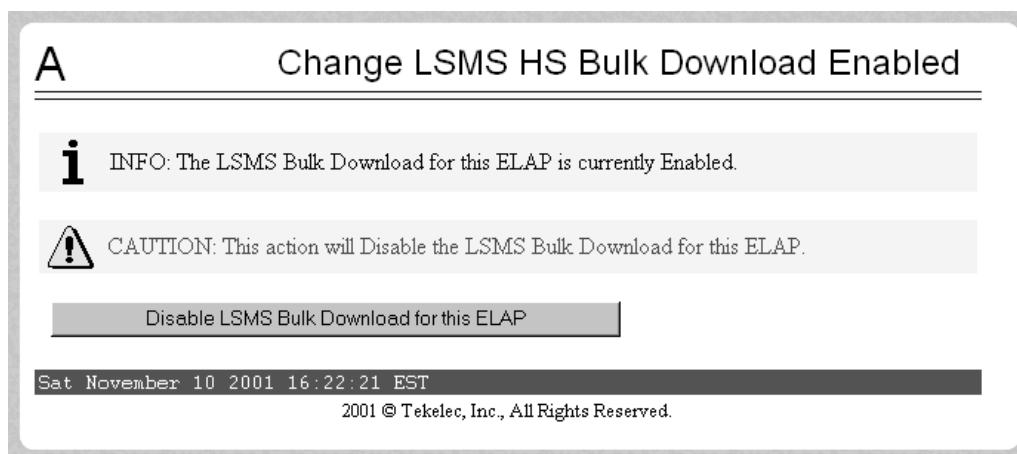 A
Change LSMS HS Bulk Download Enabled
INFO: The LSMS Bulk Download for this ELAP is currently Enabled.
CAUTION: This action will Disable the LSMS Bulk Download for this ELAP.
Disable LSMS Bulk Download for this ELAP
Sat November 10 2001 16:22:21 EST
2001 © Tekelec, Inc., All Rights Reserved.